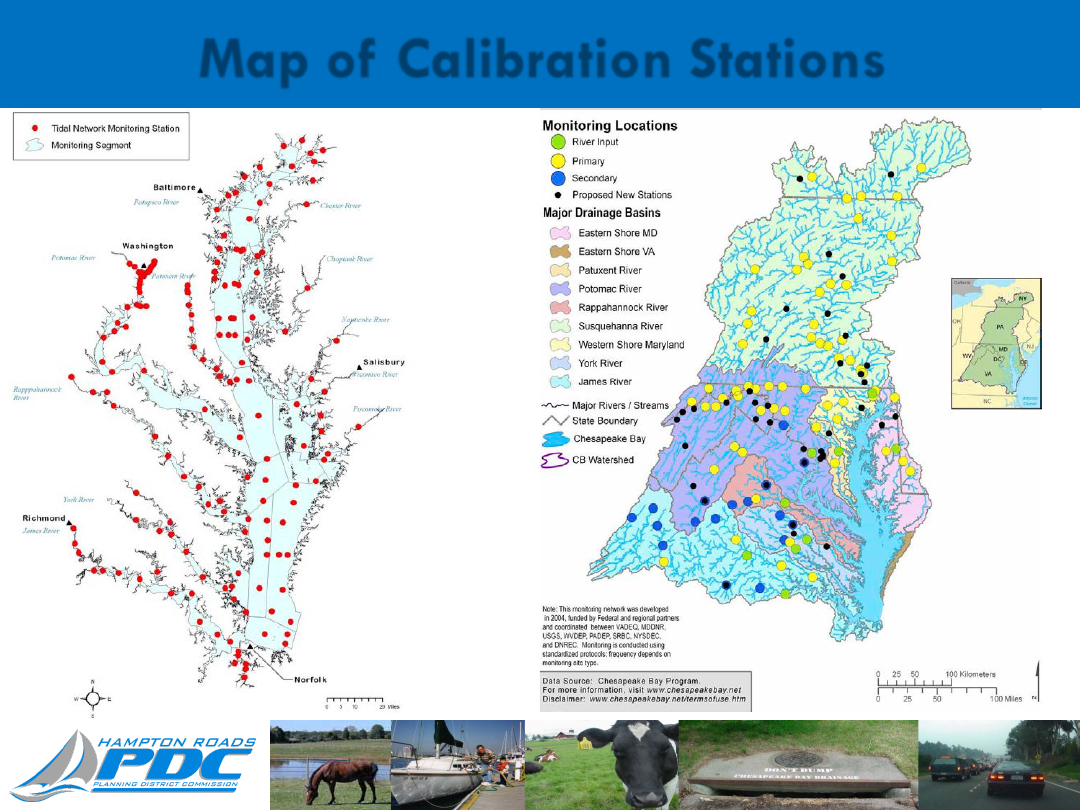 Map of Calibration Stations
Tidal Network Monitoring Station
Monitoring Segment
Baltimore
Patapsco River
Chester River
Washington
Potomac River
Patuxent River
Choptank River
Nanticoke River
Salisbury
Wicomico River
Rapppahannock
River
Pocomoke River
York River
Richmond
James River
Norfolk
N
W
E
S
0 5 10 20 Miles
Monitoring Locations
River Input
Primary
Secondary
Proposed New Stations
Major Drainage Basins
Eastern Shore MD
Eastern Shore VA
Patuxent River
Potomac River
Rappahannock River
Susquehanna River
Western Shore Maryland
York River
James River
Major Rivers / Streams
State Boundary
Chesapeake Bay
CB Watershed
NY
OH
PA
NJ
MD
WV
DC
DE
VA
NC
Note: This monitoring network was developed
in 2004, funded by Federal and regional partners
and coordinated between VADEQ, MDDNR,
USGS, WVDEP, PADEP, SRBC, NYSDEC,
and DNREC. Monitoring is conducted using
standardized protocols: frequency depends on
monitoring site type.
Data Source: Chesapeake Bay Program.
For more information, visit www.chesapeakebay.net
Disclaimer: www.chesapeakebay.net/termsofuse.htm
0 25 50 100 Kilometers
0 25 50 100 Miles
N
HAMPTON ROADS
PDC
PLANNING DISTRICT COMMISSION
DON'T DUMP
CHESAPEAKE BAY DRAINAGE